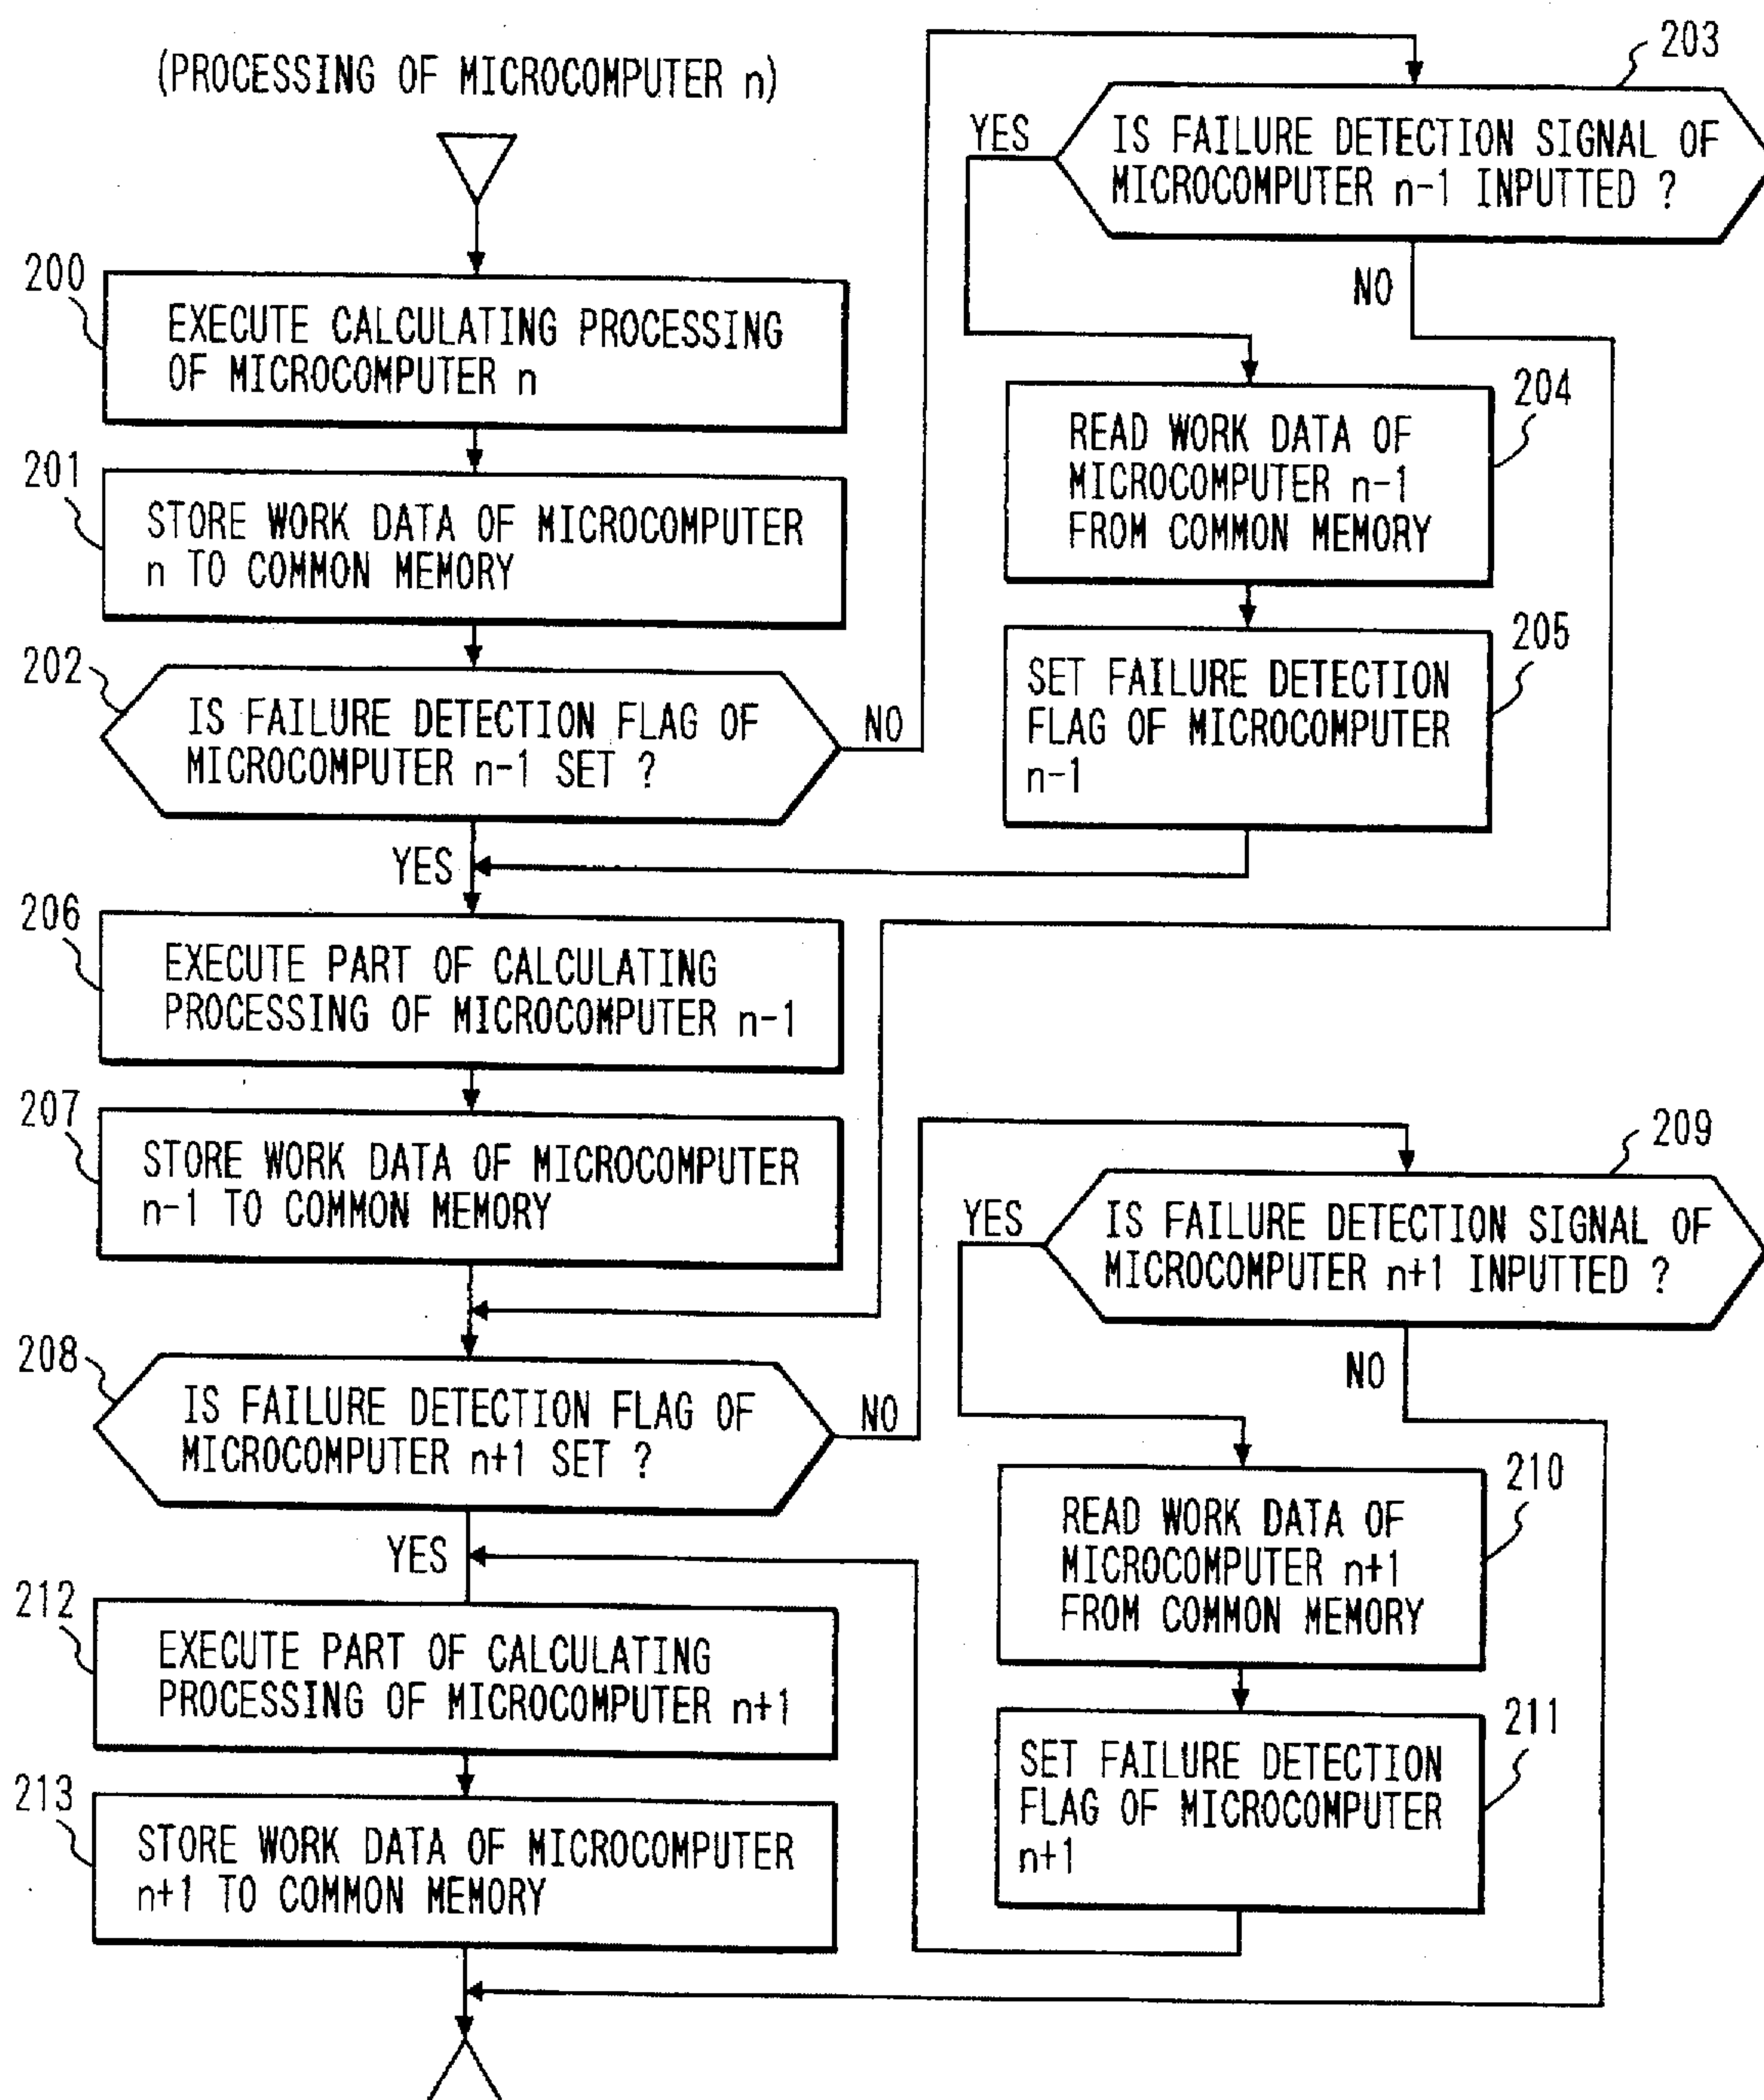 (PROCESSING OF MICROCOMPUTER n)
200
EXECUTE CALCULATING PROCESSING
OF MICROCOMPUTER n
201
STORE WORK DATA OF MICROCOMPUTER
n TO COMMON MEMORY
202
IS FAILURE DETECTION FLAG OF
MICROCOMPUTER n-1 SET ?
NO
YES
203
IS FAILURE DETECTION SIGNAL OF
MICROCOMPUTER n-1 INPUTTED ?
YES
NO
204
READ WORK DATA OF
MICROCOMPUTER n-1
FROM COMMON MEMORY
205
SET FAILURE DETECTION
FLAG OF MICROCOMPUTER
n-1
206
EXECUTE PART OF CALCULATING
PROCESSING OF MICROCOMPUTER n-1
207
STORE WORK DATA OF MICROCOMPUTER
n-1 TO COMMON MEMORY
208
IS FAILURE DETECTION FLAG OF
MICROCOMPUTER n+1 SET ?
NO
YES
209
IS FAILURE DETECTION SIGNAL OF
MICROCOMPUTER n+1 INPUTTED ?
YES
NO
210
READ WORK DATA OF
MICROCOMPUTER n+1
FROM COMMON MEMORY
211
SET FAILURE DETECTION
FLAG OF MICROCOMPUTER
n+1
212
EXECUTE PART OF CALCULATING
PROCESSING OF MICROCOMPUTER n+1
213
STORE WORK DATA OF MICROCOMPUTER
n+1 TO COMMON MEMORY